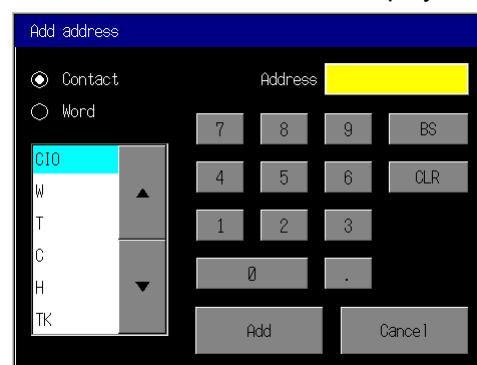 Add address
Contact
Address
Word
7 8 9 BS
CIO
4 5 6 CLR
W
T
1 2 3
C
0 .
H
TK
Add Cancel